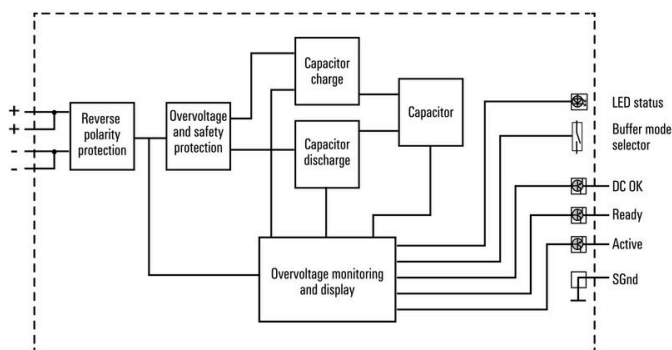 +
+
-
-
Reverse
polarity
protection
Overvoltage
and safety
protection
Capacitor
charge
Capacitor
discharge
Capacitor
Overvoltage monitoring
and display
LED status
Buffer mode
selector
DC OK
Ready
Active
SGnd